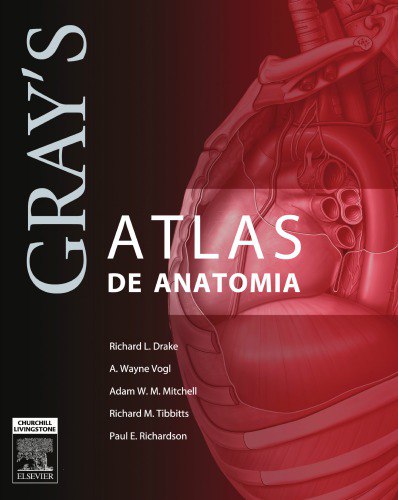 GRAY'S
ATLAS
DE ANATOMIA
Richard L. Drake
A. Wayne Vogl
Adam W. M. Mitchell
Richard M. Tibbitts
Paul E. Richardson
CHURCHILL
LIVINGSTONE
ELSEVIER